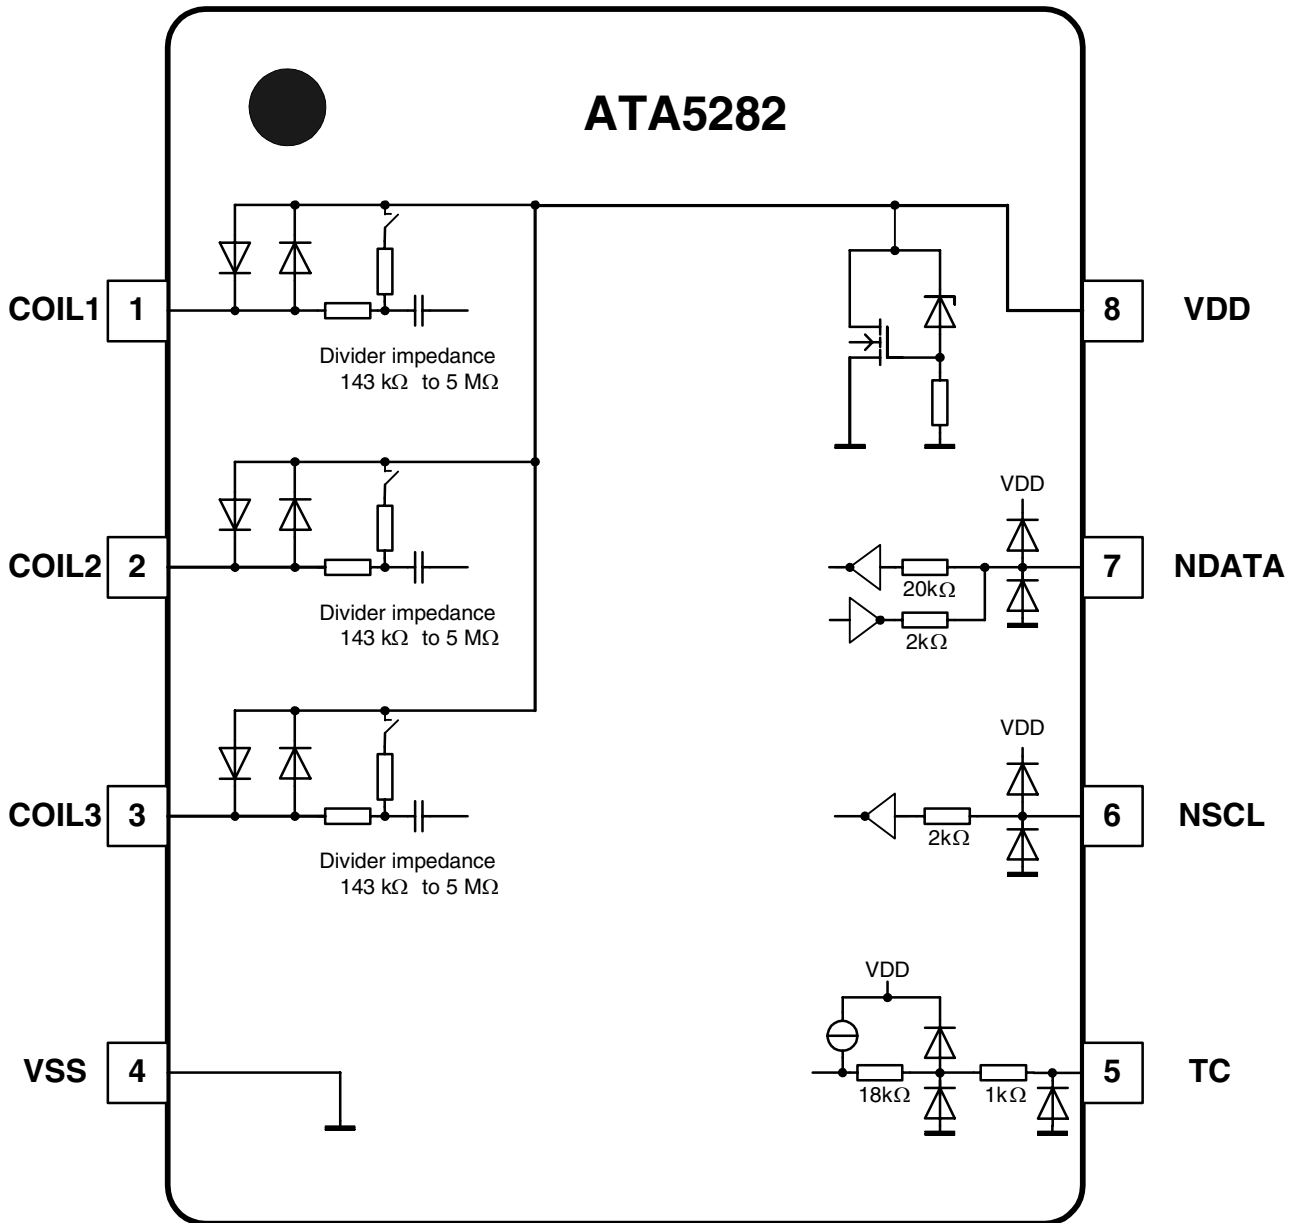 ATA5282
COIL1 1
Divider impedance
143 kΩ to 5 MΩ
8 VDD
COIL2 2
Divider impedance
143 kΩ to 5 MΩ
VDD
20kΩ
2kΩ
7 NDATA
COIL3 3
Divider impedance
143 kΩ to 5 MΩ
VDD
2kΩ
6 NSCL
VSS 4
VDD
18kΩ
1kΩ
5 TC